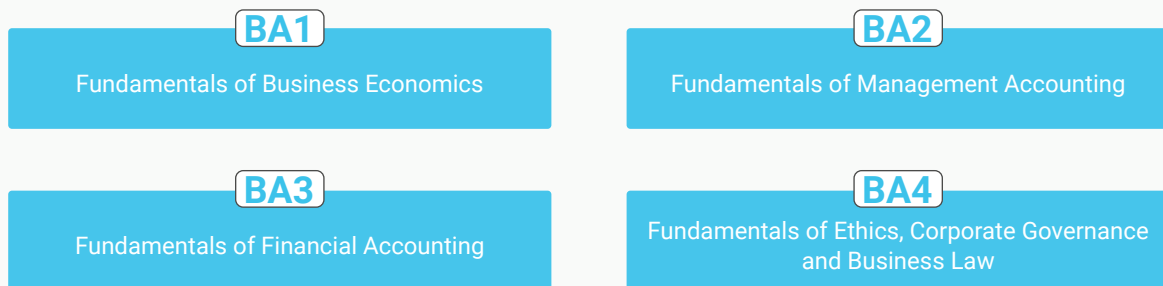 BA1
Fundamentals of Business Economics
BA2
Fundamentals of Management Accounting
BA3
Fundamentals of Financial Accounting
BA4
Fundamentals of Ethics, Corporate Governance
and Business Law